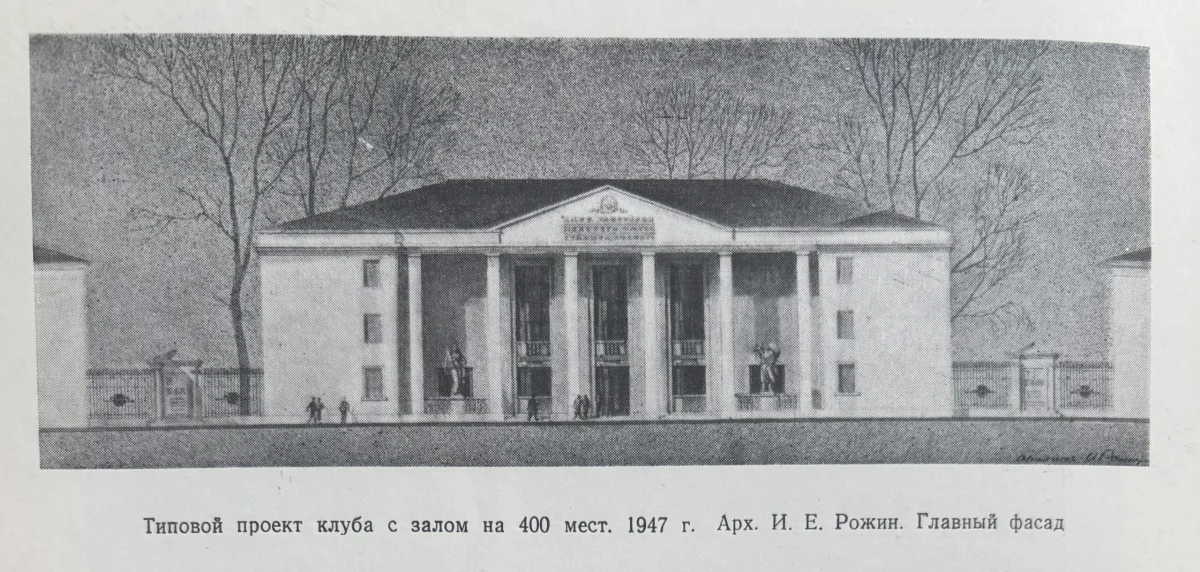 Типовой проект клуба с залом на 400 мест. 1947 г. Арх. И. Е. Рожин. Главный фасад